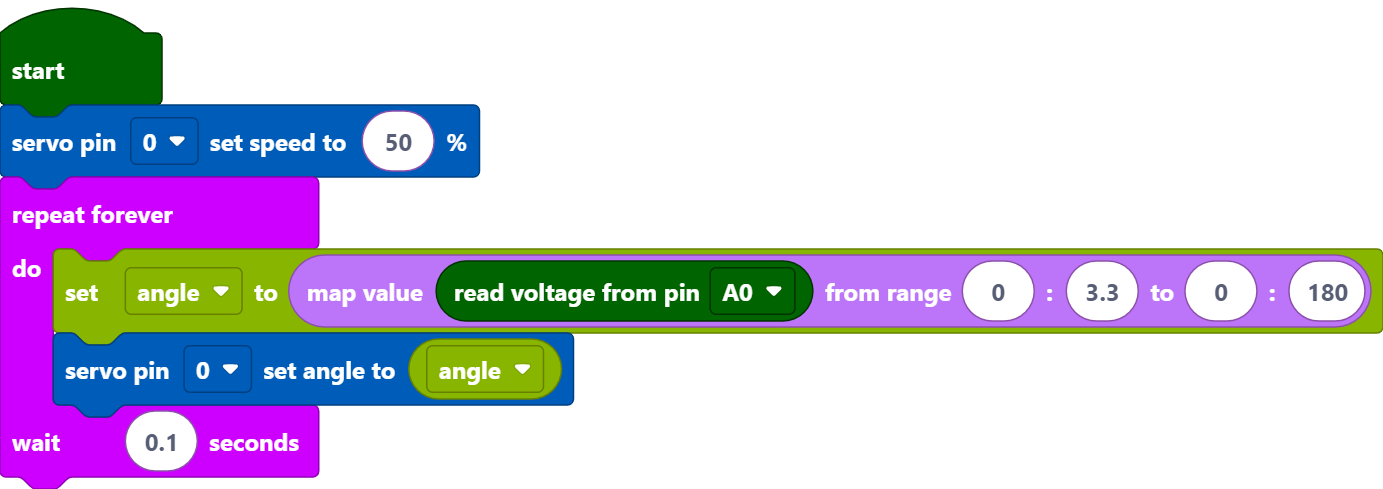 start
servo pin 0 set speed to 50 %
repeat forever
do
set angle to map value read voltage from pin A0 from range 0 : 3.3 to 0 : 180
servo pin 0 set angle to angle
wait 0.1 seconds